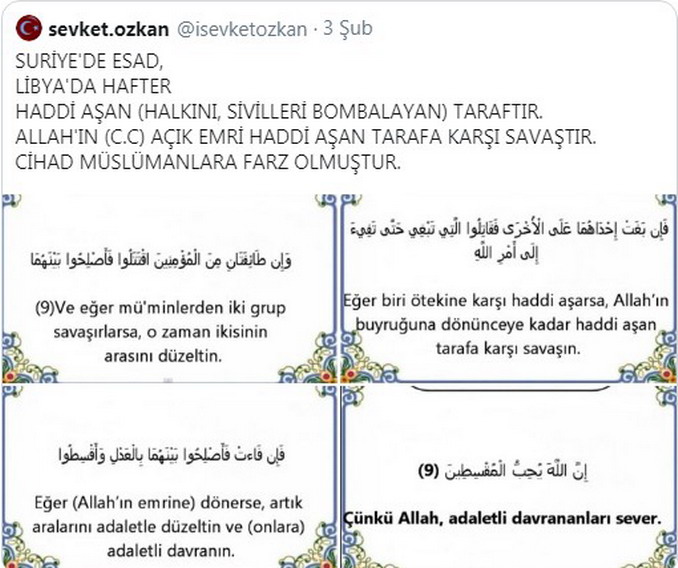 sevket.ozkan @isevketozkan · 3 Şub
SURİYE'DE ESAD,
LİBYA'DA HAFTER
HADDİ AŞAN (HALKINI, SİVİLLERİ BOMBALAYAN) TARAFTIR.
ALLAH'IN (C.C) AÇIK EMRİ HADDİ AŞAN TARAFA KARŞI SAVAŞTIR.
CİHAD MÜSLÜMANLARA FARZ OLMUŞTUR.
وَإِن طَائِفَتَانِ مِنَ الْمُؤْمِنِينَ اقْتَتَلُوا فَأَصْلِحُوا بَيْنَهُمَا
(9)Ve eğer mü'minlerden iki grup
savaşırlarsa, o zaman ikisinin
arasını düzeltin.
فَإِن بَغَتْ إِحْدَاهُمَا عَلَى الْأُخْرَى فَقَاتِلُوا الَّتِي تَبْغِي حَتَّى تَفِيءَ
إِلَى أَمْرِ اللَّهِ
Eğer biri ötekine karşı haddi aşarsa, Allah’ın
buyruğuna dönünceye kadar haddi aşan
tarafa karşı savaşın.
فَإِن فَاءتْ فَأَصْلِحُوا بَيْنَهُمَا بِالْعَدْلِ وَأَقْسِطُوا
Eğer (Allah’ın emrine) dönerse, artık
aralarını adaletle düzeltin ve (onlara)
adaletli davranın.
إِنَّ اللَّهَ يُحِبُّ الْمُقْسِطِينَ (9)
Çünkü Allah, adaletli davrananları sever.